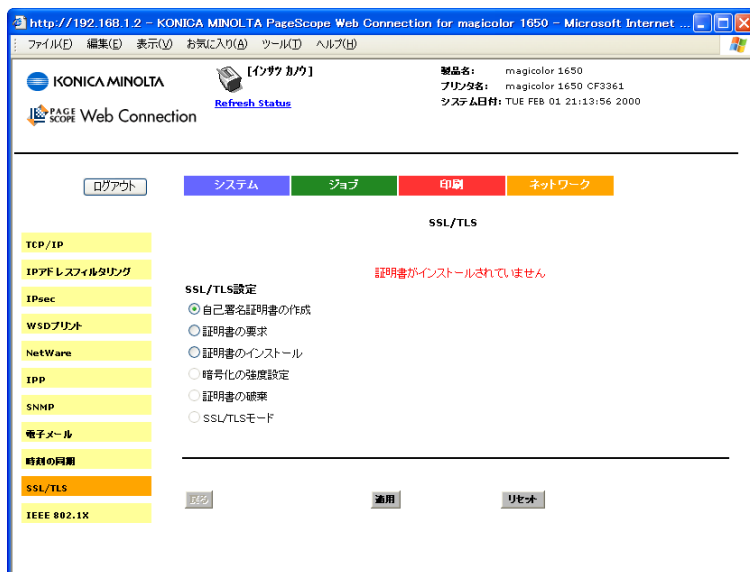 http://192.168.1.2 - KONICA MINOLTA PageScope Web Connection for magicolor 1650 - Microsoft Internet ...
ファイル(F) 編集(E) 表示(V) お気に入り(A) ツール(T) ヘルプ(H)
KONICA MINOLTA
PAGE SCOPE Web Connection
[インサツ カノウ]
Refresh Status
製品名: magicolor 1650
プリンタ名: magicolor 1650 CF3361
システム日付: TUE FEB 01 21:13:56 2000
ログアウト
システム ジョブ 印刷 ネットワーク
TCP/IP
IPアドレスフィルタリング
IPsec
WSDプリント
NetWare
IPP
SNMP
電子メール
時刻の同期
SSL/TLS
IEEE 802.1X
SSL/TLS
証明書がインストールされていません
SSL/TLS設定
自己署名証明書の作成
証明書の要求
証明書のインストール
暗号化の強度設定
証明書の破棄
SSL/TLSモード
戻る 適用 リセット